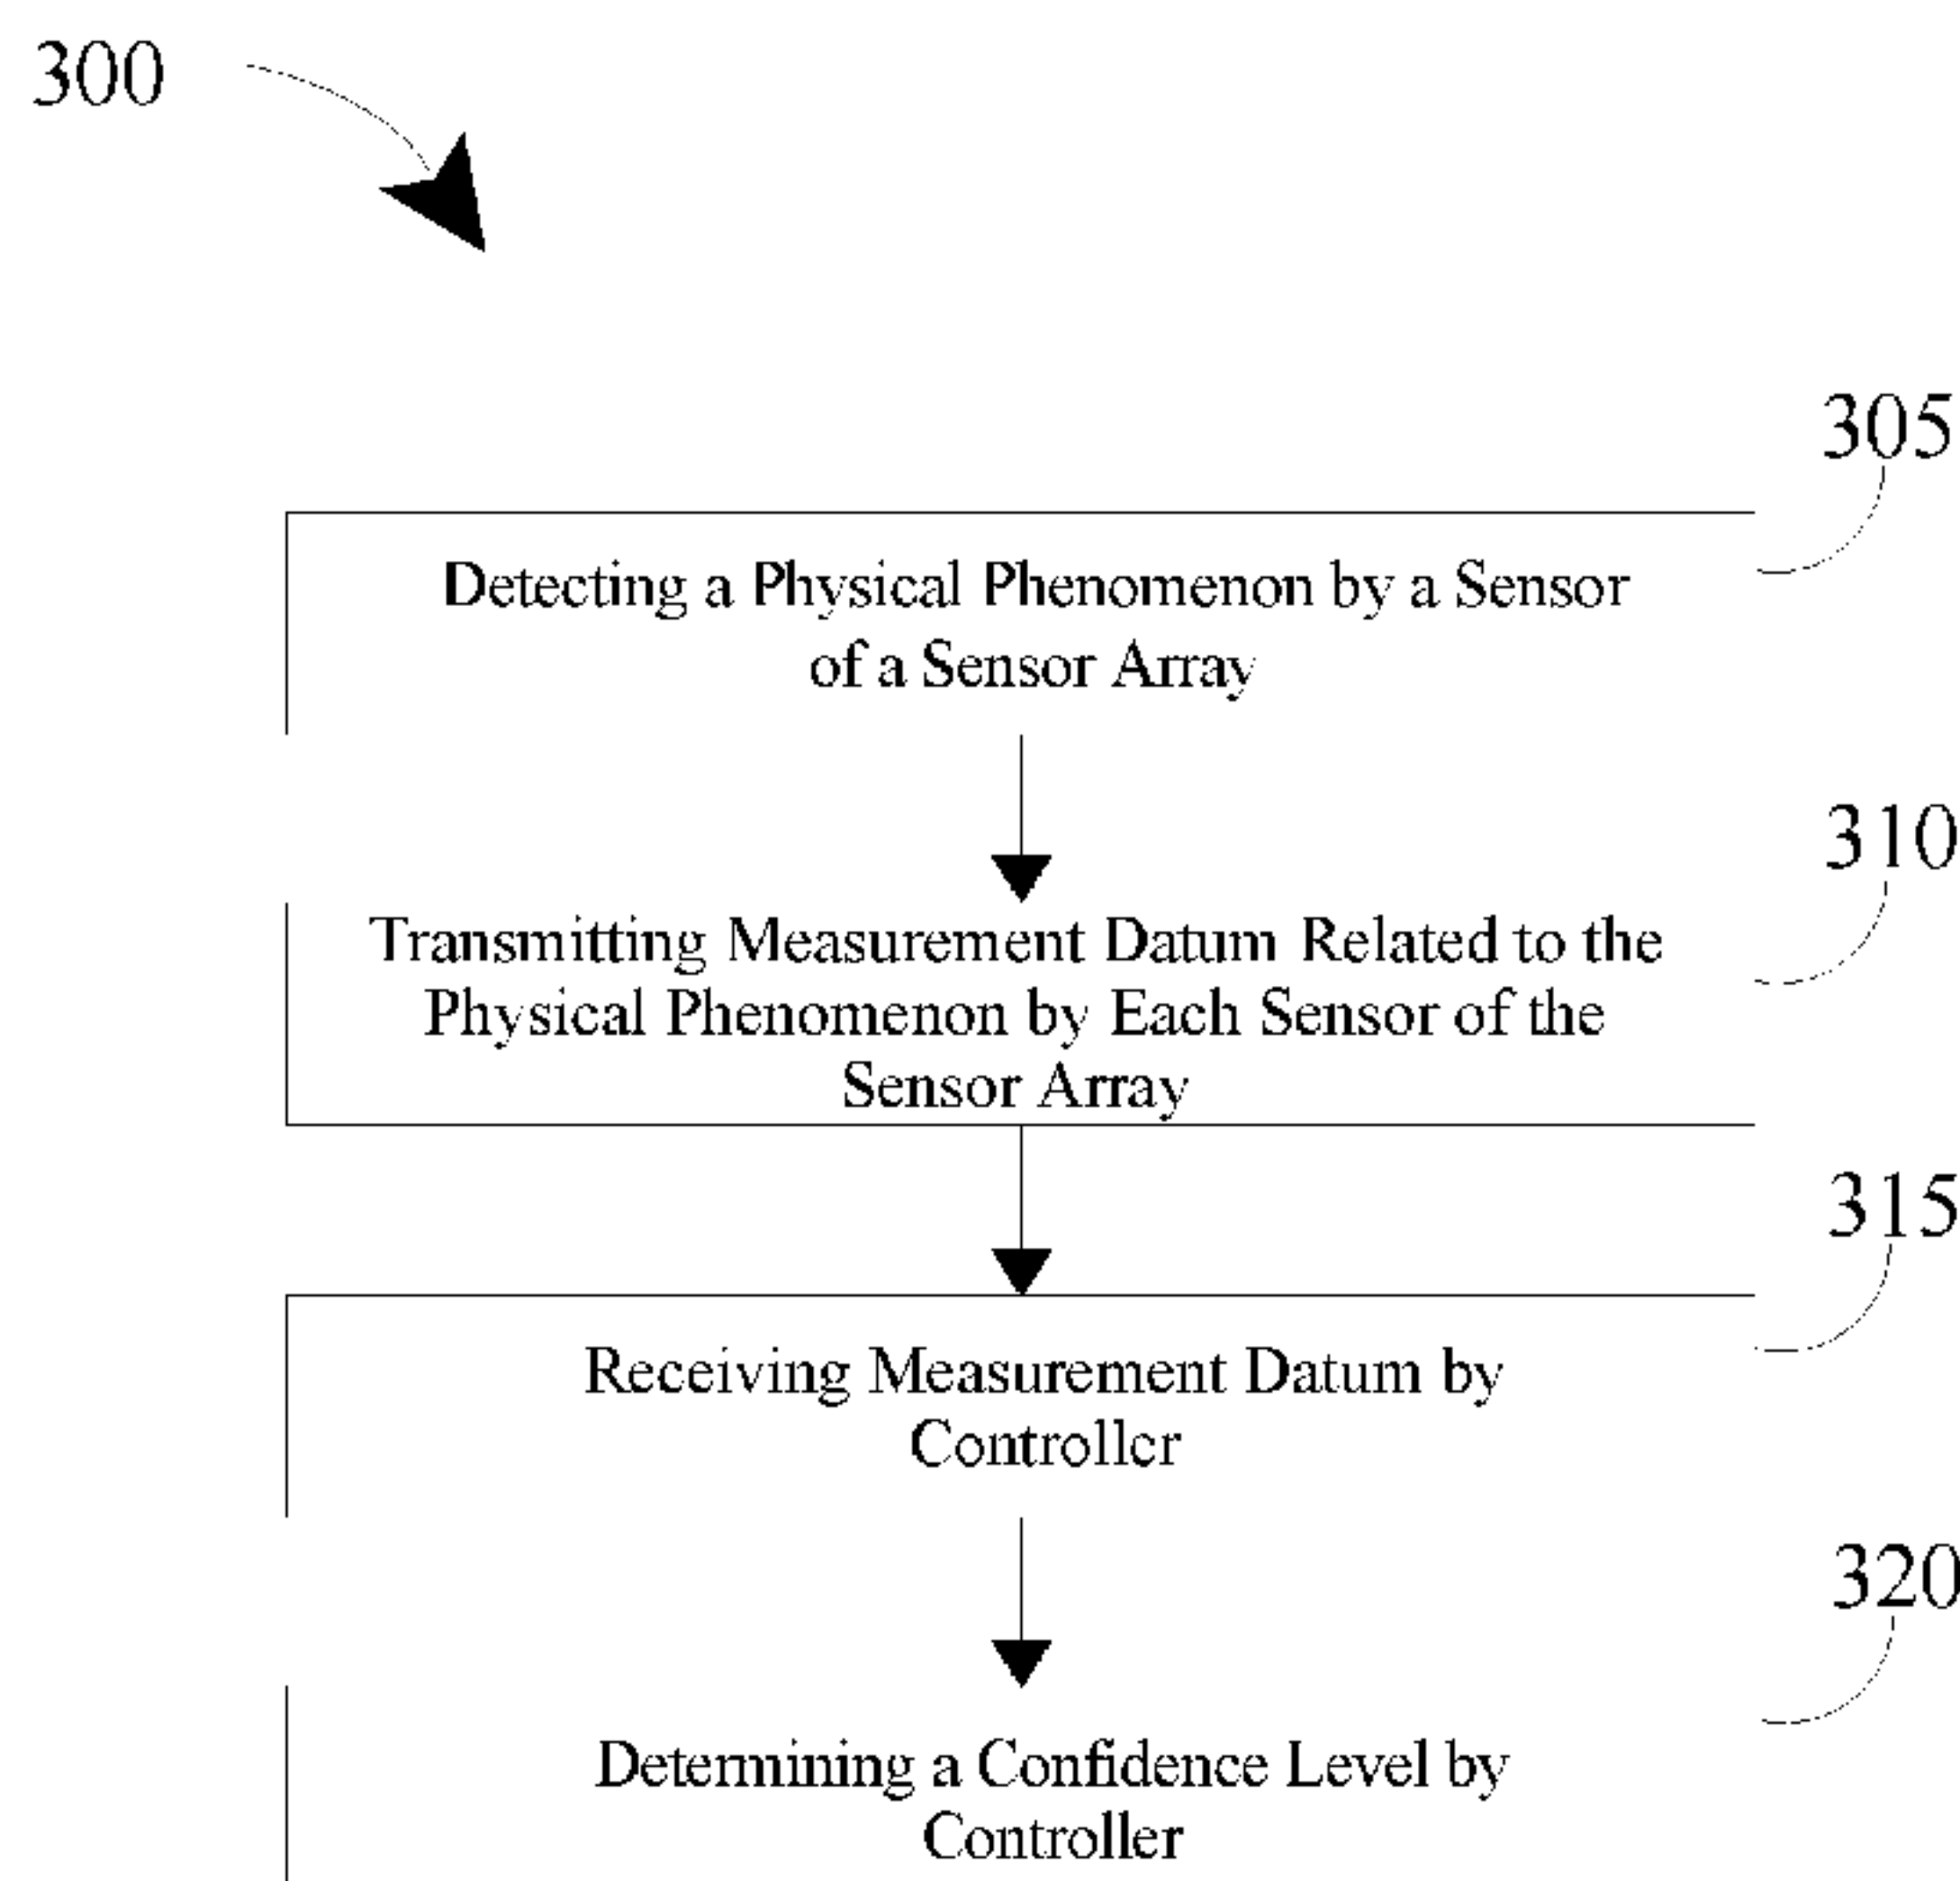 300
305
Detecting a Physical Phenomenon by a Sensor
of a Sensor Array
310
Transmitting Measurement Datum Related to the
Physical Phenomenon by Each Sensor of the
Sensor Array
315
Receiving Measurement Datum by
Controller
320
Determining a Confidence Level by
Controller